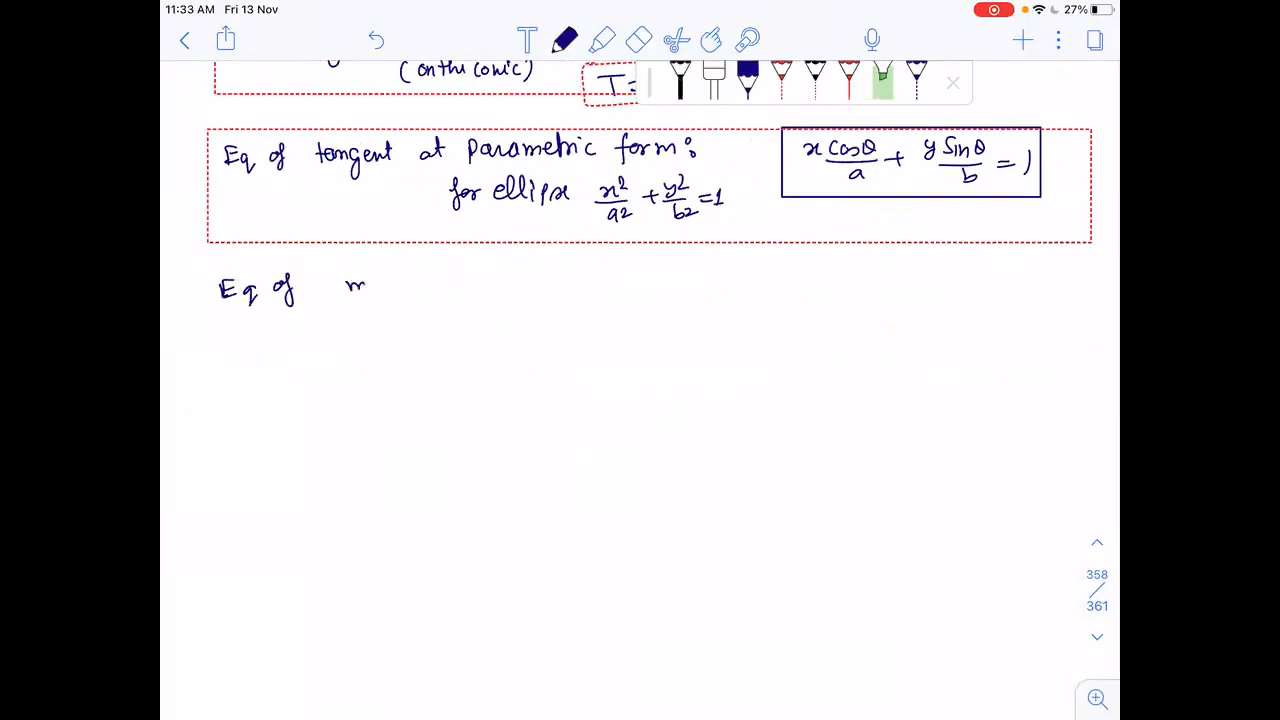 11:33 AM Fri 13 Nov
27%
(on the conic)
T=
Eq of tangent at parametric form:
x cosθ/a + y sinθ/b = 1
for ellipse x²/a² + y²/b² = 1
Eq of m
358
361